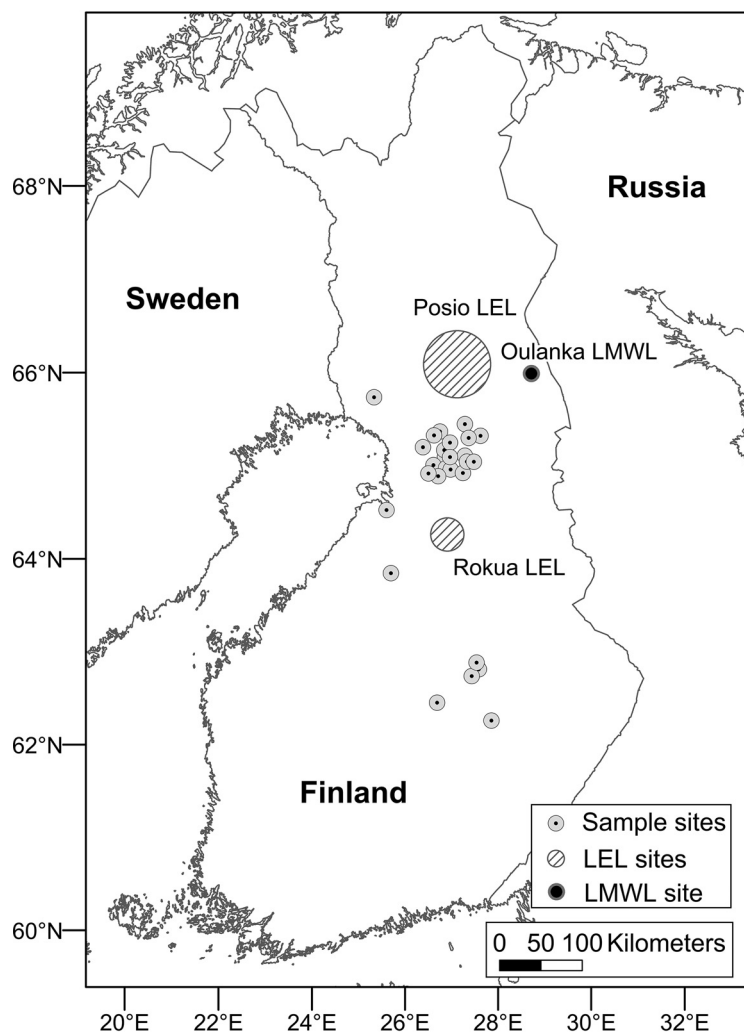 68°N
Russia
Sweden
Posio LEL
66°N
Oulanka LMWL
64°N
Rokua LEL
62°N
Finland
Sample sites
LEL sites
LMWL site
60°N
0 50 100 Kilometers
20°E 22°E 24°E 26°E 28°E 30°E 32°E